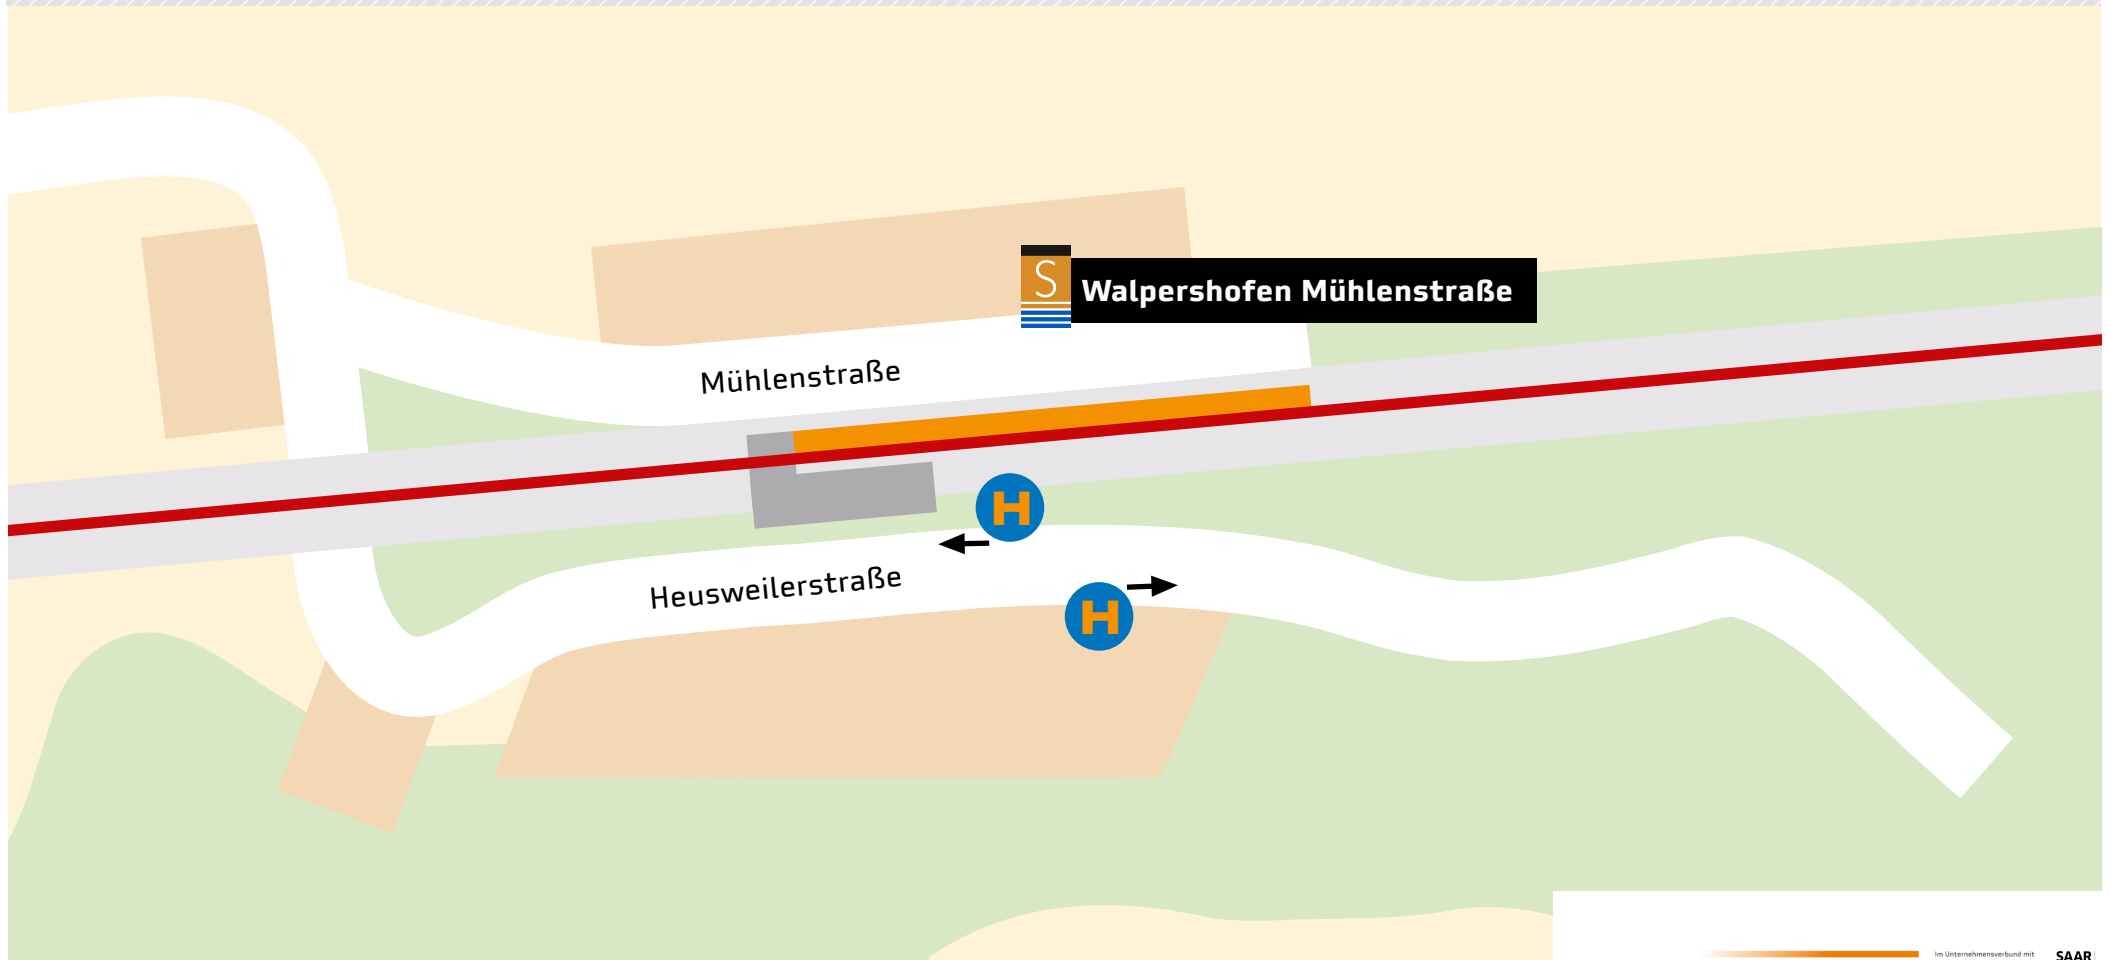 S
Walpershofen Mühlenstraße
Mühlenstraße
H
Heusweilerstraße
H
Im Unternehmensverbund mit
SAAR